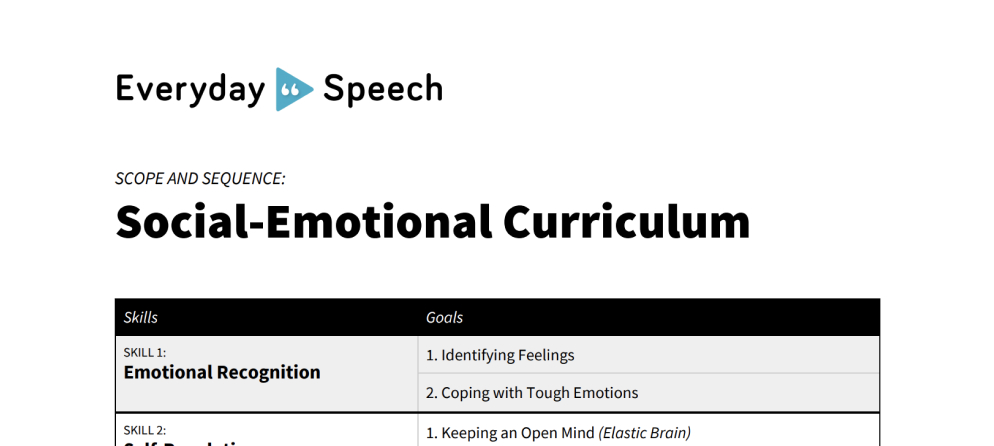 Everyday Speech
SCOPE AND SEQUENCE:
Social-Emotional Curriculum
Skills Goals
SKILL 1:
Emotional Recognition
1. Identifying Feelings
2. Coping with Tough Emotions
SKILL 2:
1. Keeping an Open Mind (Elastic Brain)